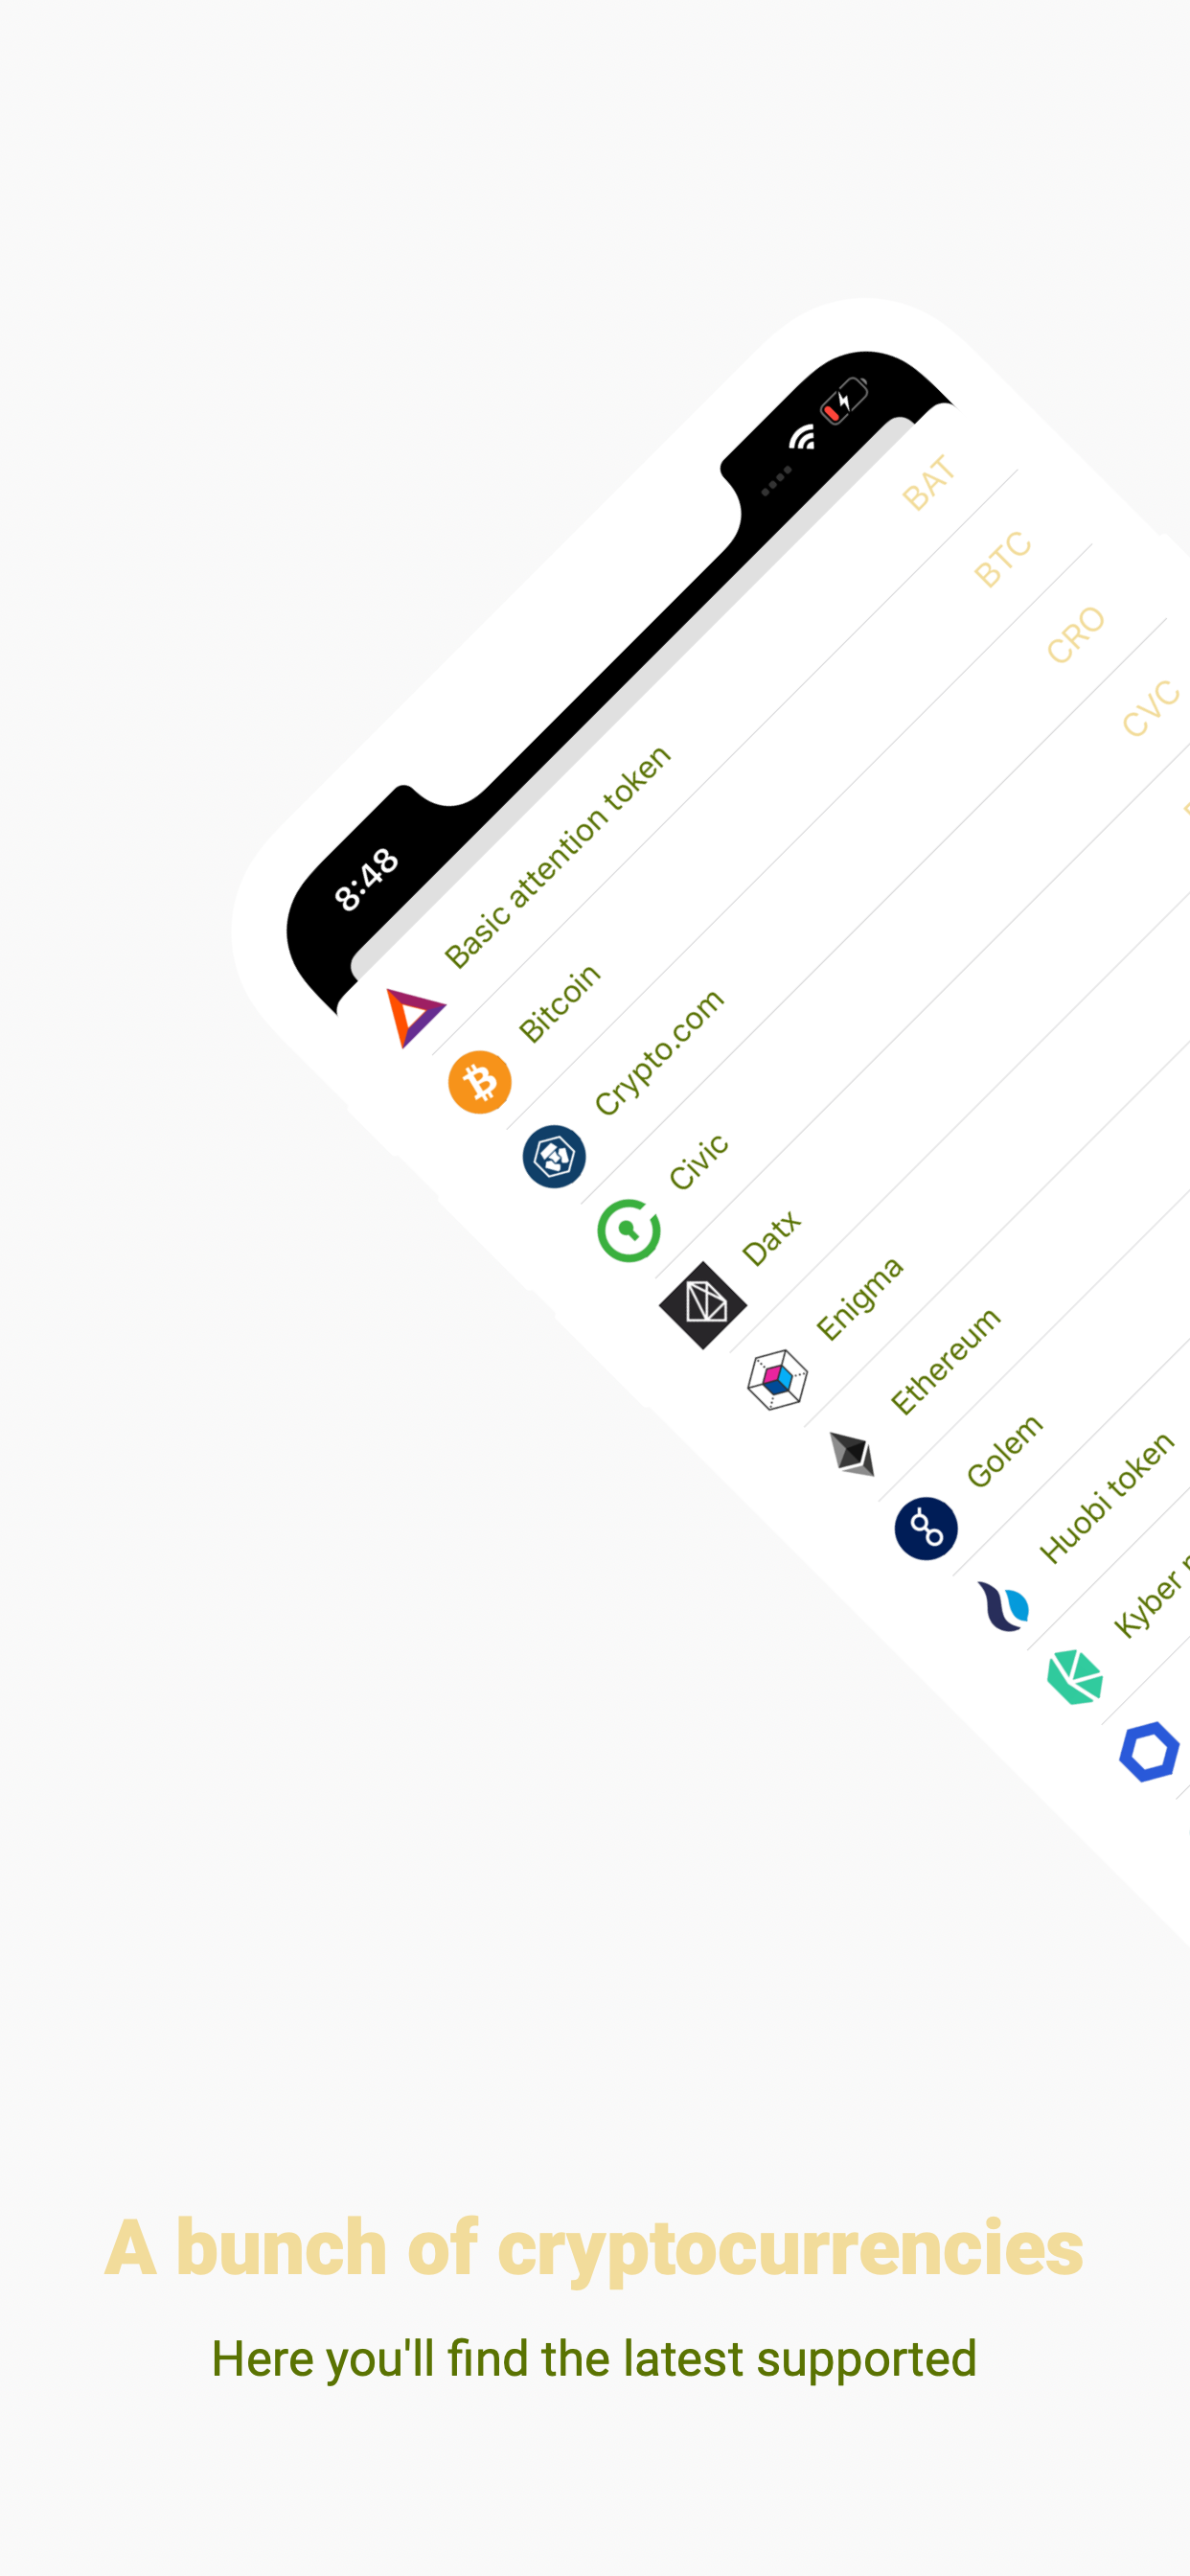 8:48
Basic attention token BAT
Bitcoin BTC
Crypto.com CRO
Civic CVC
Datx
Enigma
Ethereum
Golem
Huobi token
Kyber
A bunch of cryptocurrencies
Here you'll find the latest supported